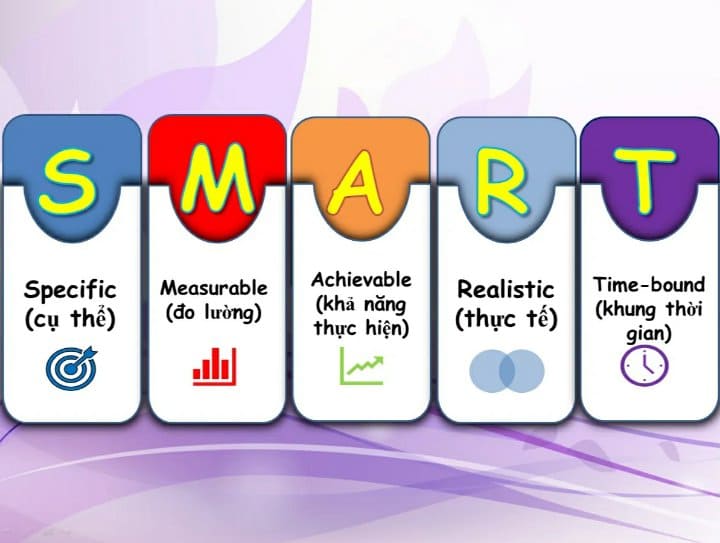 S
M
A
R
T
Specific
(cụ thể)
Measurable
(đo lường)
Achievable
(khả năng
thực hiện)
Realistic
(thực tế)
Time-bound
(khung thời
gian)